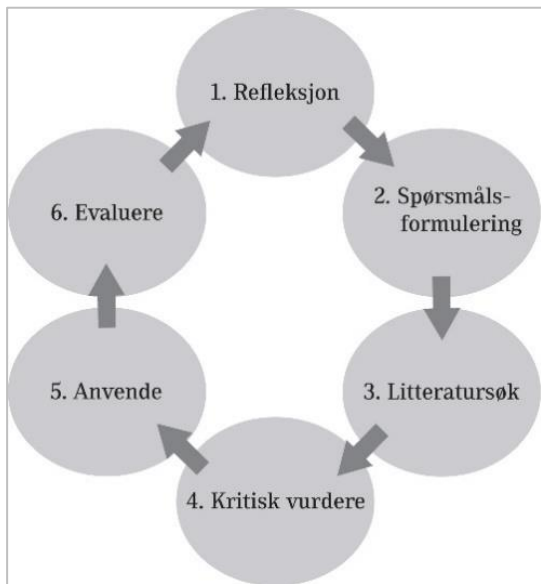 1. Refleksjon
2. Spørsmåls-
formulering
3. Litteratursøk
4. Kritisk vurdere
5. Anvende
6. Evaluere